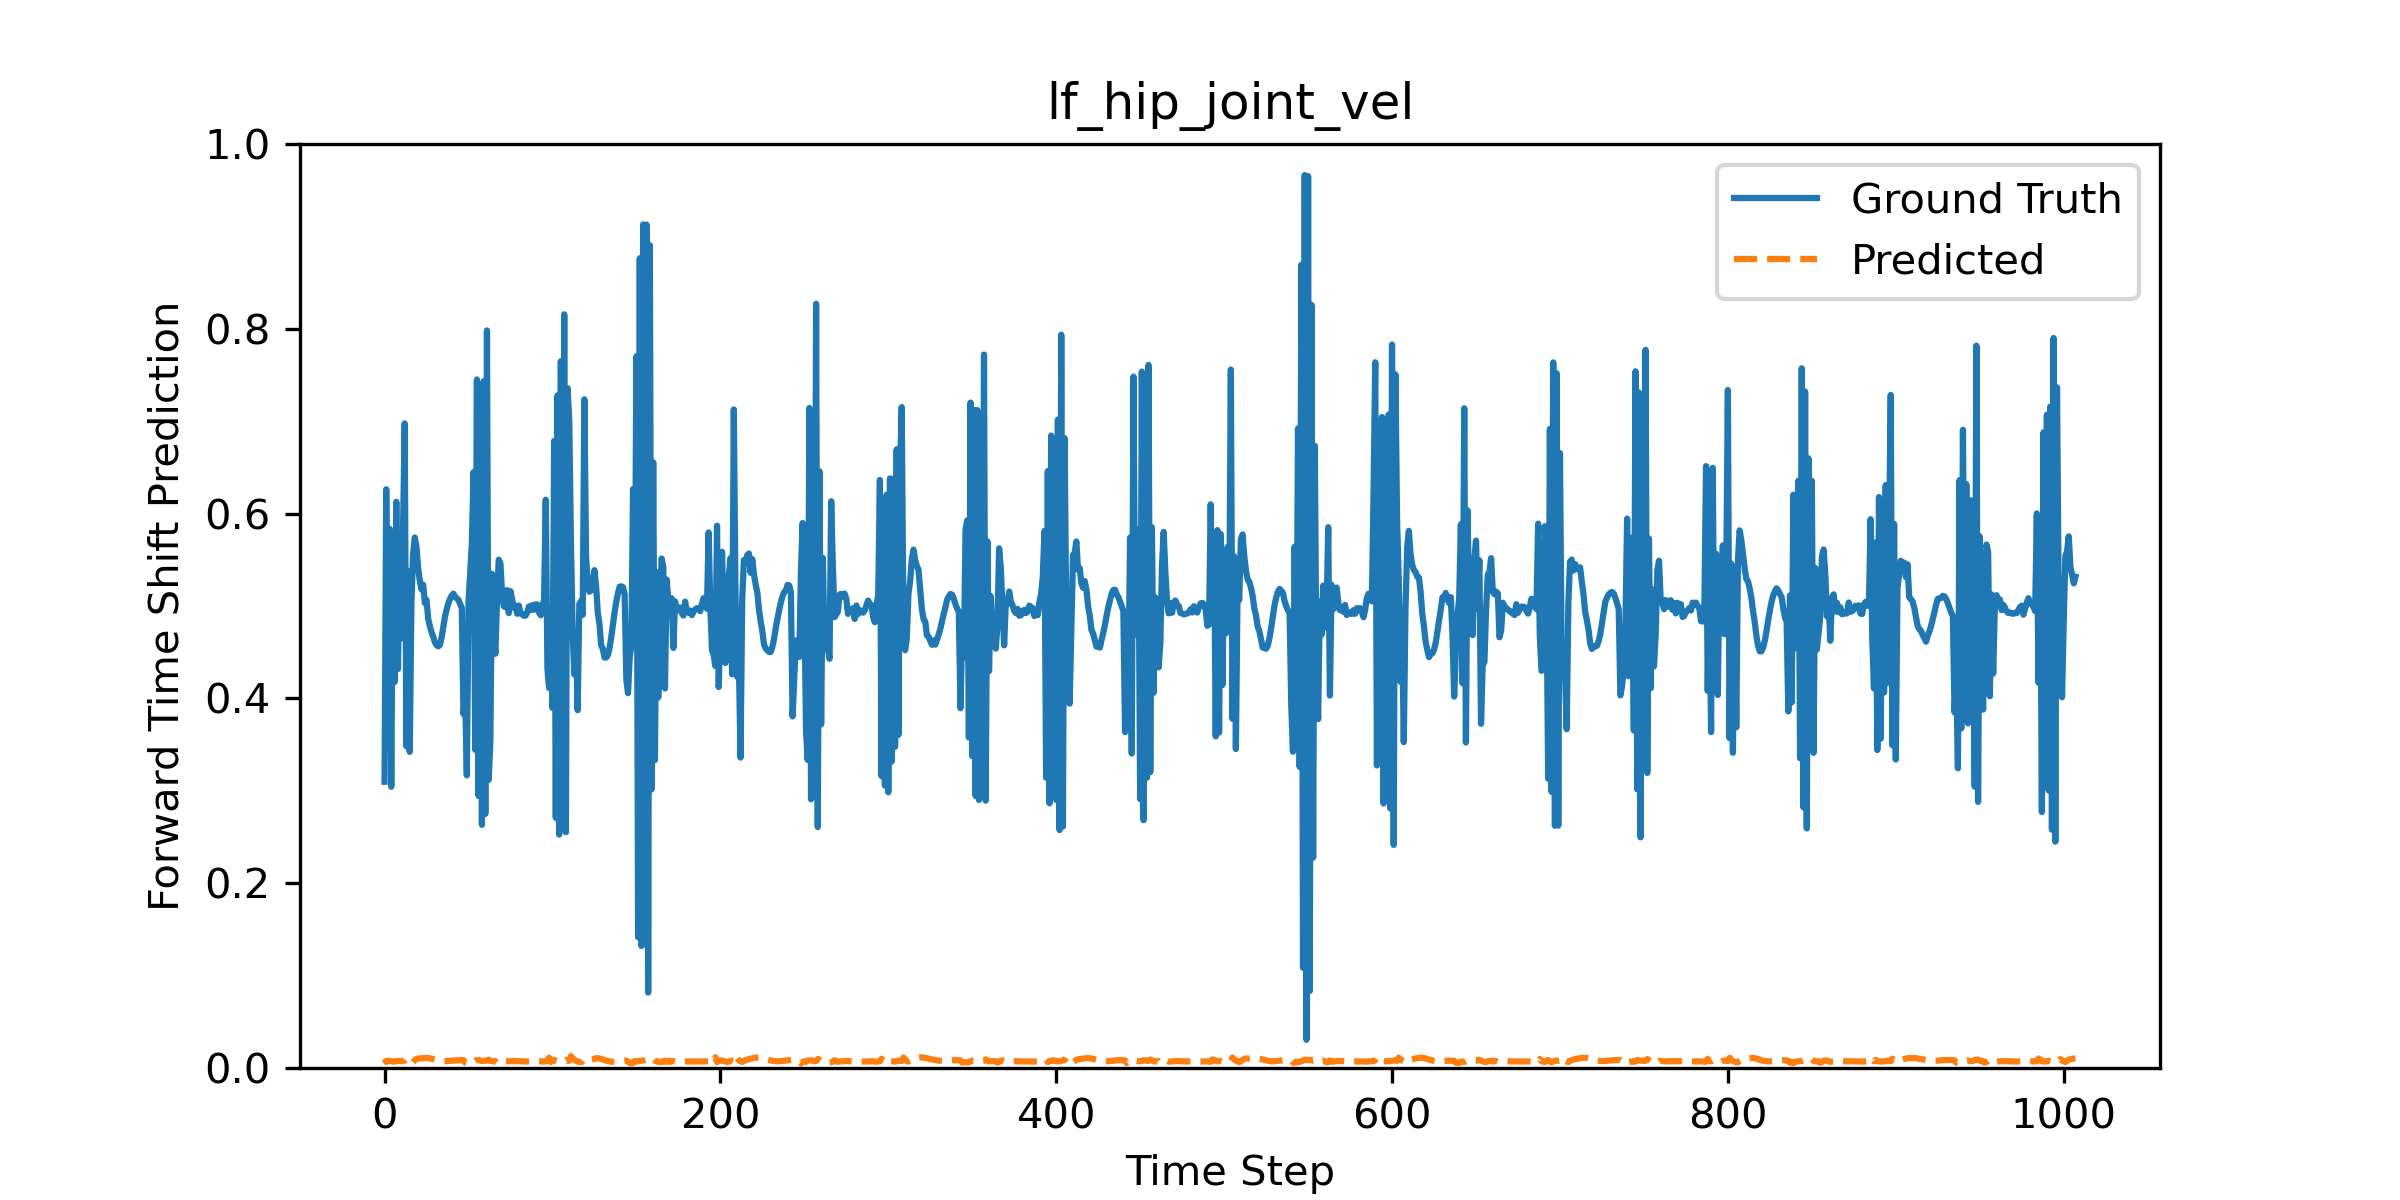 lf_hip_joint_vel
1.0
0.8
0.6
0.4
0.2
0.0
Forward Time Shift Prediction
Ground Truth
Predicted
0 200 400 600 800 1000
Time Step